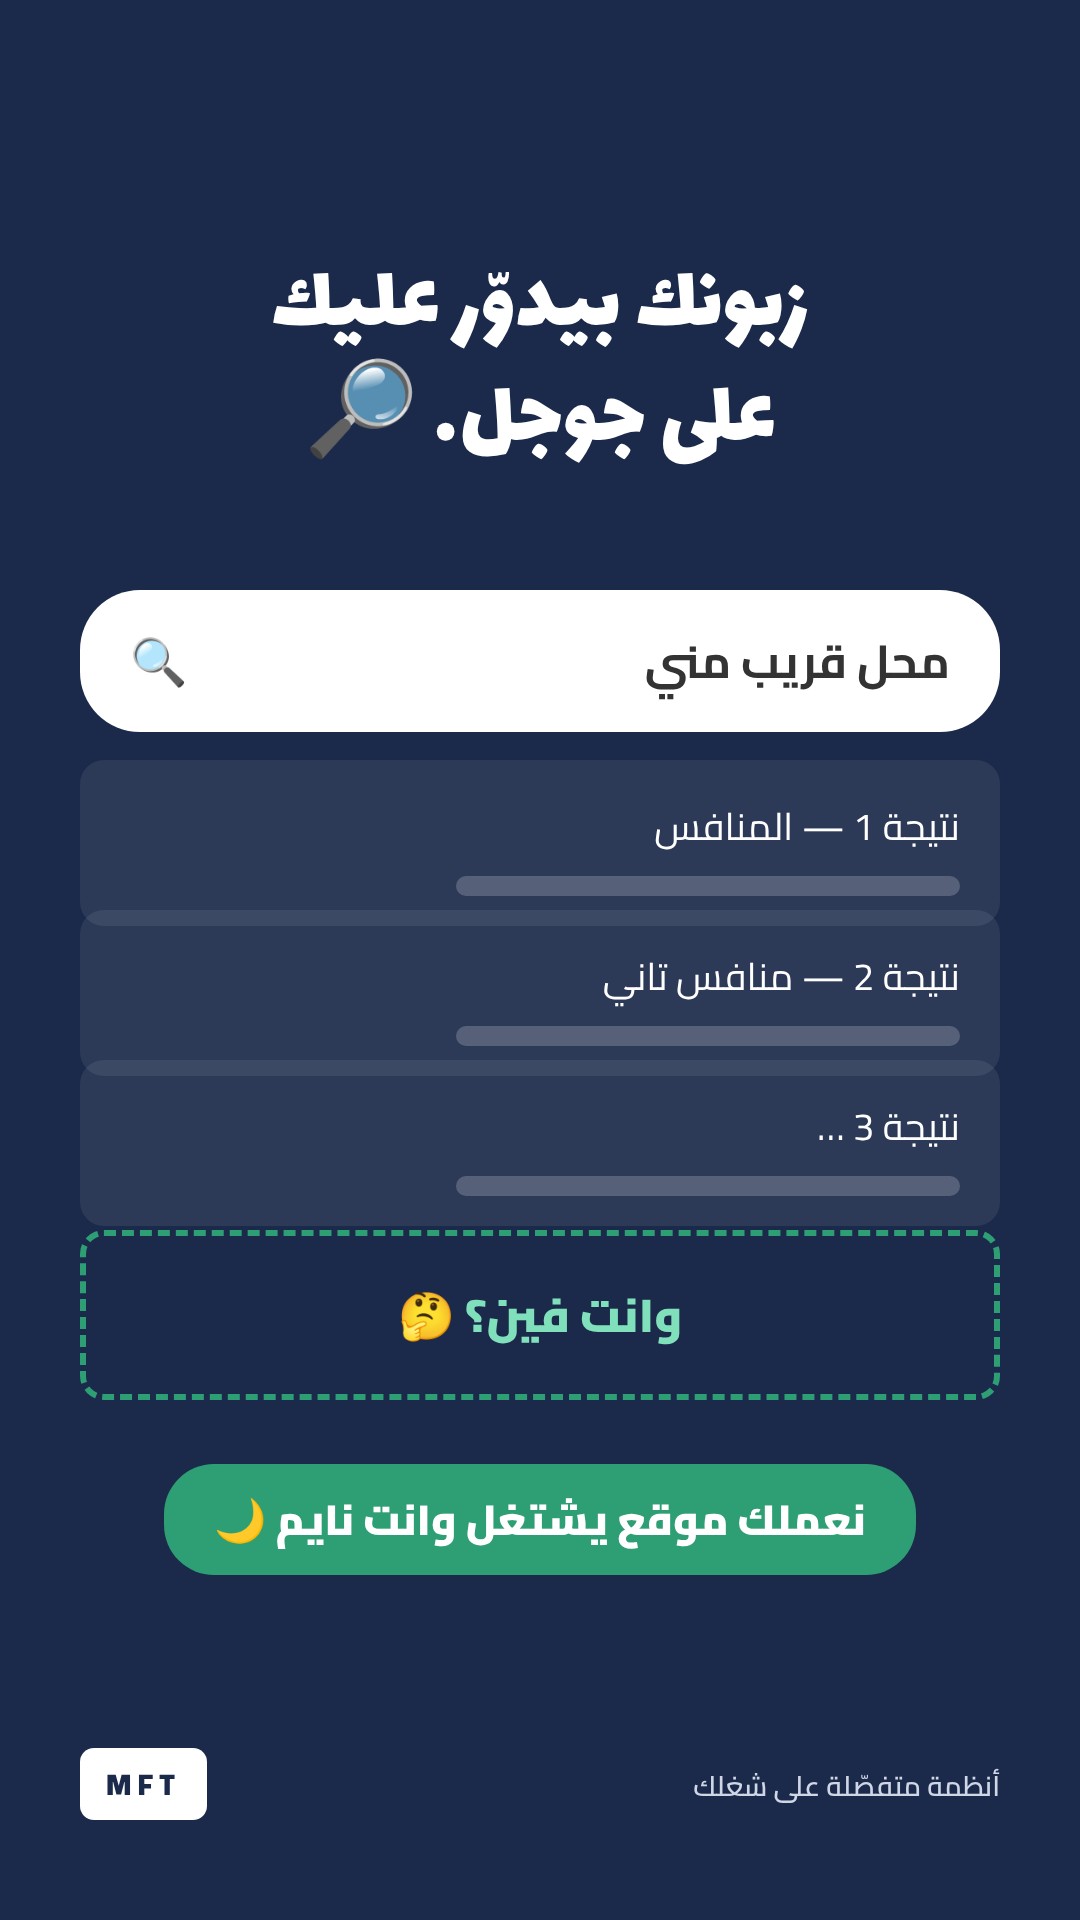 زبونك بيدوّر عليك
على جوجل. 🔎
محل قريب مني 🔍
نتيجة 1 — المنافس
نتيجة 2 — منافس تاني
نتيجة 3 ...
وانت فين؟ 🤔
نعملك موقع يشتغل وانت نايم 🌙
أنظمة متفصّلة على شغلك
MFT